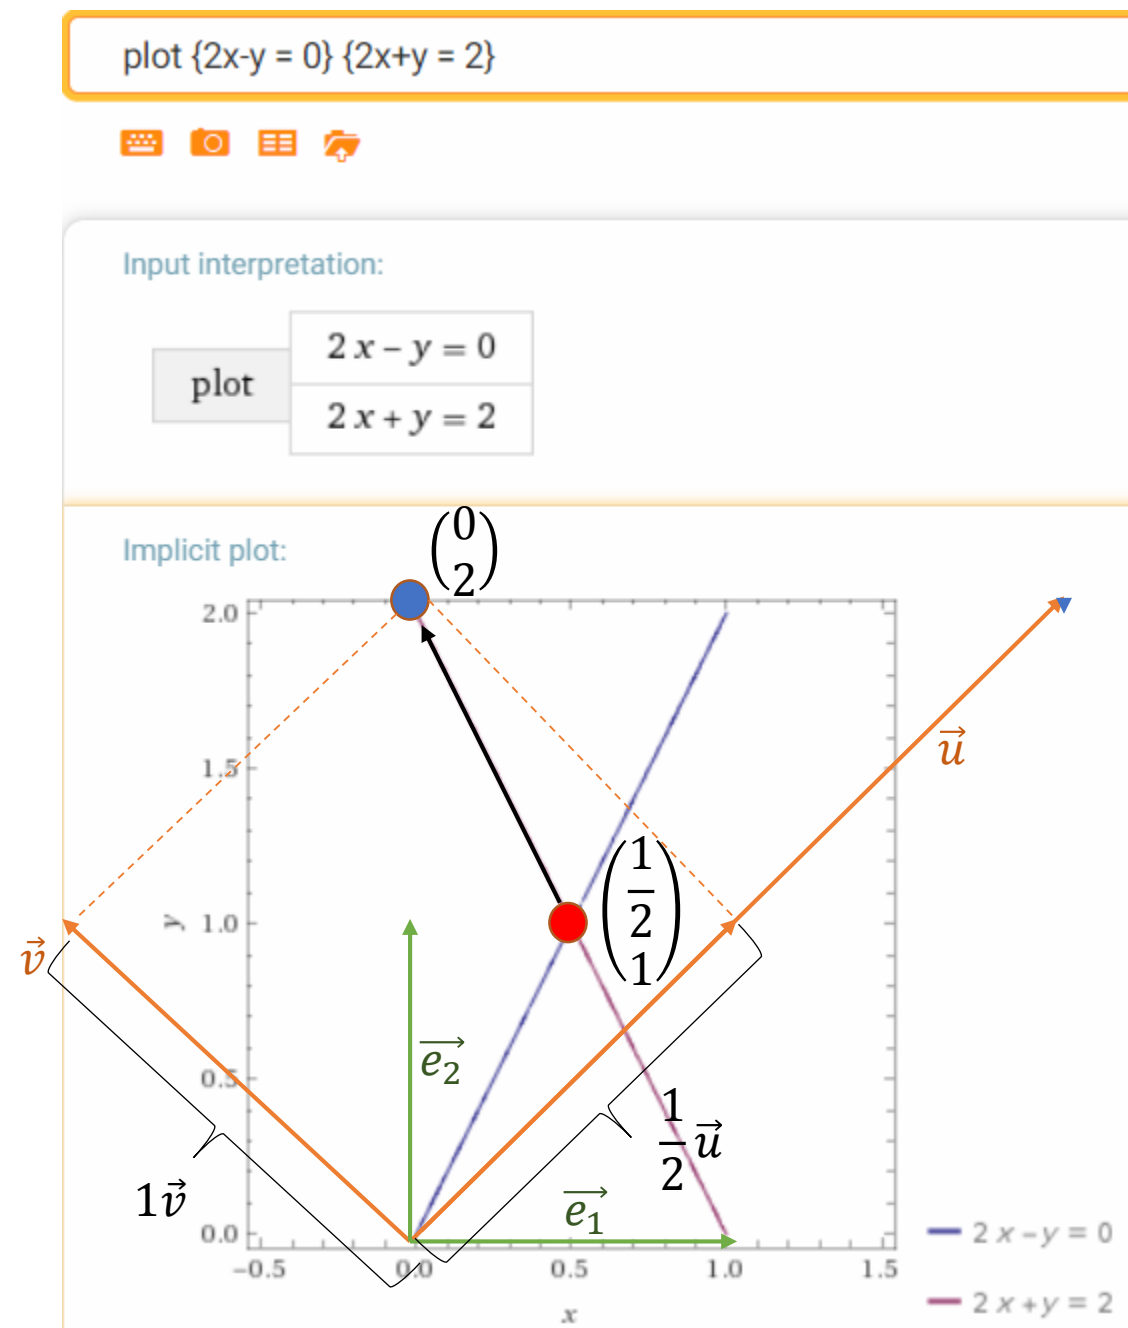 plot {2x-y = 0} {2x+y = 2}
Input interpretation:
plot
2 x − y = 0
2 x + y = 2
Implicit plot:
(0 2)
2.0
1.5
1.0
0.5
0.0
y
−0.5
0.0
0.5
1.0
1.5
x
u⃗
v⃗
(1/2 1)
e₂⃗
e₁⃗
1/2 u⃗
1v⃗
2 x − y = 0
2 x + y = 2